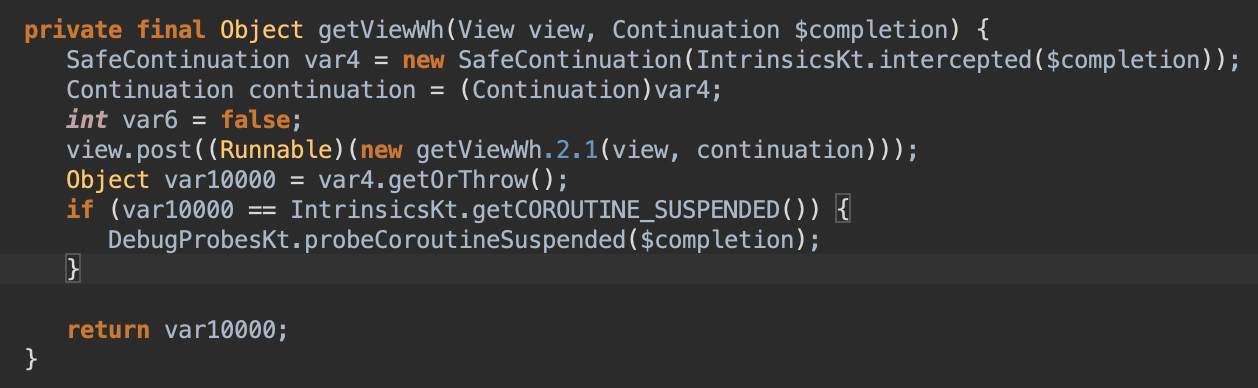 private final Object getViewWh(View view, Continuation $completion) {
   SafeContinuation var4 = new SafeContinuation(IntrinsicsKt.intercepted($completion));
   Continuation continuation = (Continuation)var4;
   int var6 = false;
   view.post((Runnable)(new getViewWh.2.1(view, continuation)));
   Object var10000 = var4.getOrThrow();
   if (var10000 == IntrinsicsKt.getCOROUTINE_SUSPENDED()) {
      DebugProbesKt.probeCoroutineSuspended($completion);
   }
   return var10000;
}